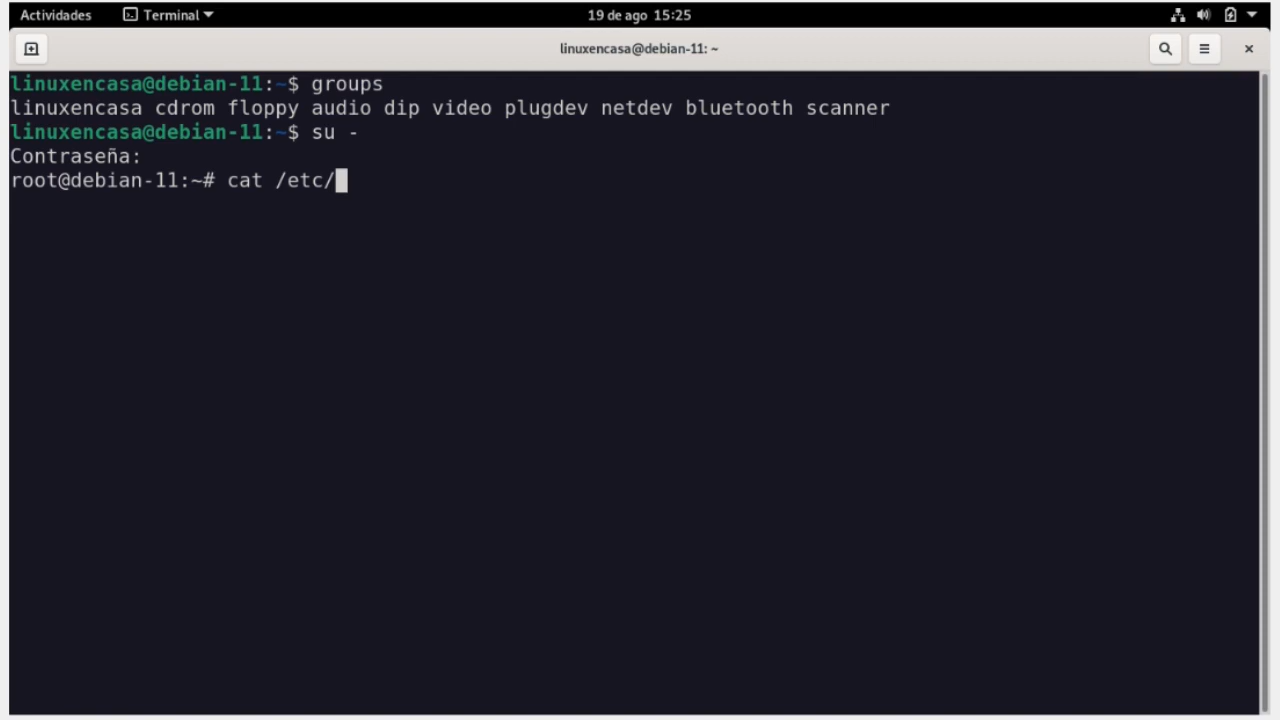 Actividades Terminal 19 de ago 15:25
linuxencasa@debian-11: ~
linuxencasa@debian-11:~$ groups
linuxencasa cdrom floppy audio dip video plugdev netdev bluetooth scanner
linuxencasa@debian-11:~$ su -
Contraseña:
root@debian-11:~# cat /etc/